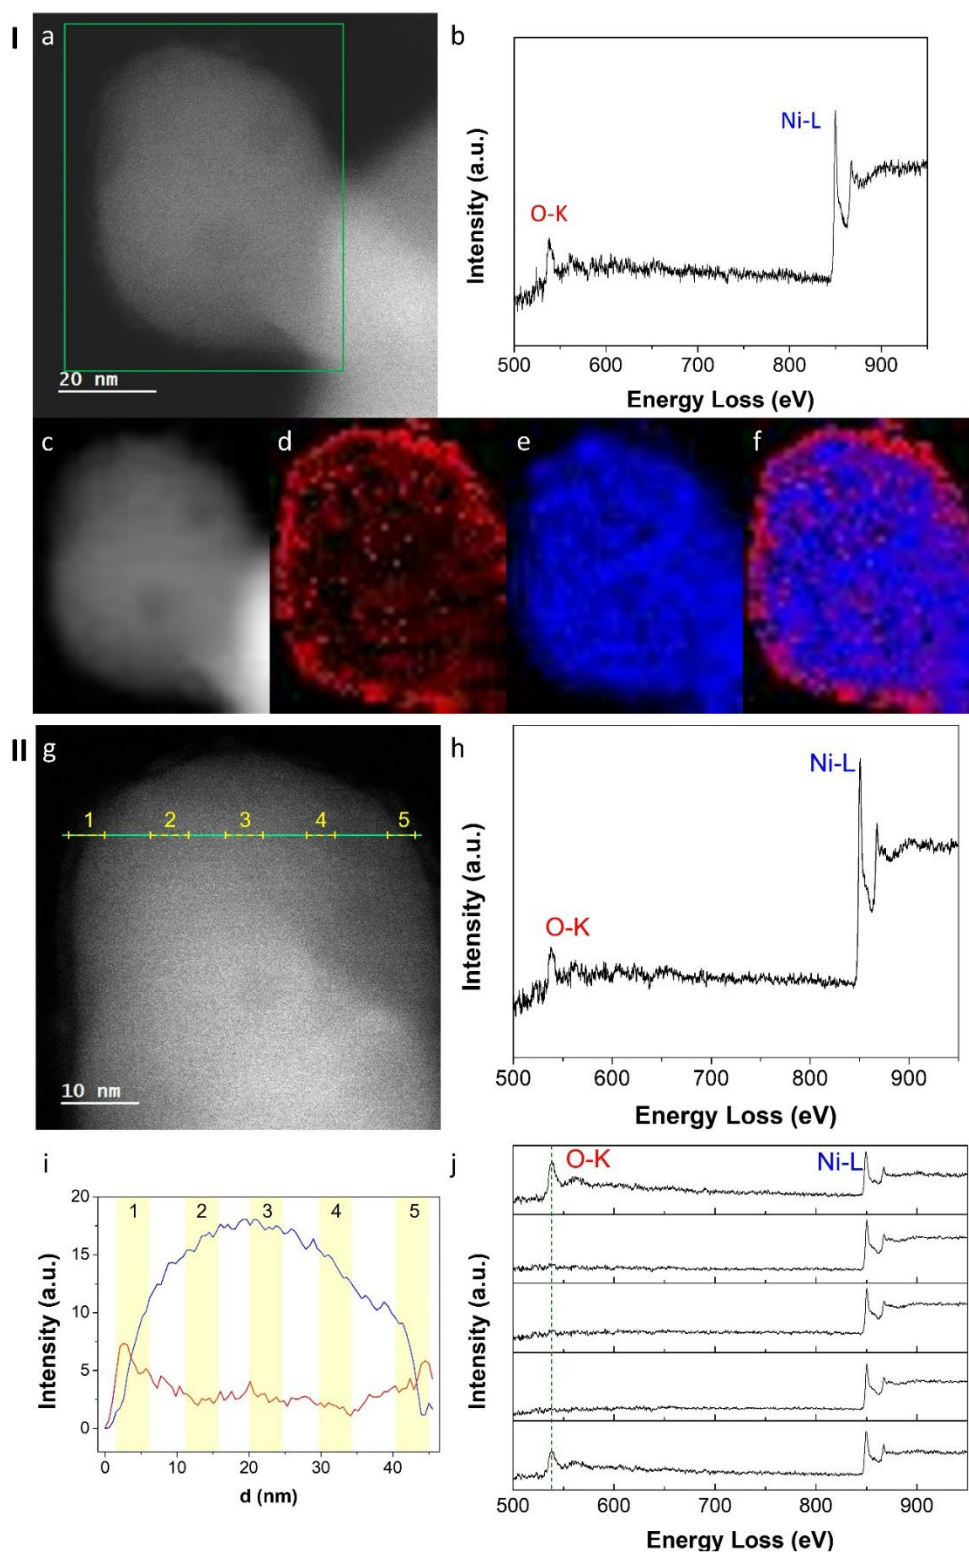 I
a
20 nm
b
Intensity (a.u.)
O-K
Ni-L
500 600 700 800 900
Energy Loss (eV)
c
d
e
f
II
g
1 2 3 4 5
10 nm
h
Intensity (a.u.)
O-K
Ni-L
500 600 700 800 900
Energy Loss (eV)
i
Intensity (a.u.)
20
15
10
5
0
1 2 3 4 5
0 10 20 30 40
d (nm)
j
Intensity (a.u.)
O-K
Ni-L
500 600 700 800 900
Energy Loss (eV)